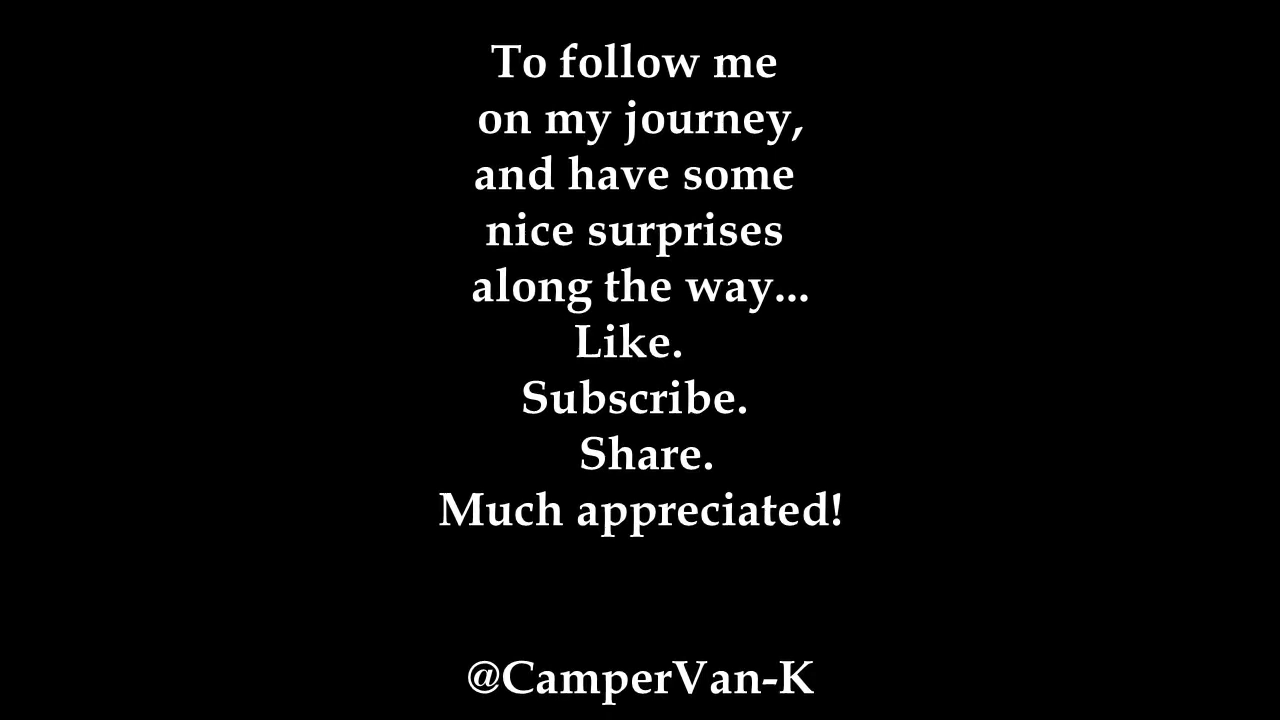 To follow me
on my journey,
and have some
nice surprises
along the way...
Like.
Subscribe.
Share.
Much appreciated!
@CamperVan-K